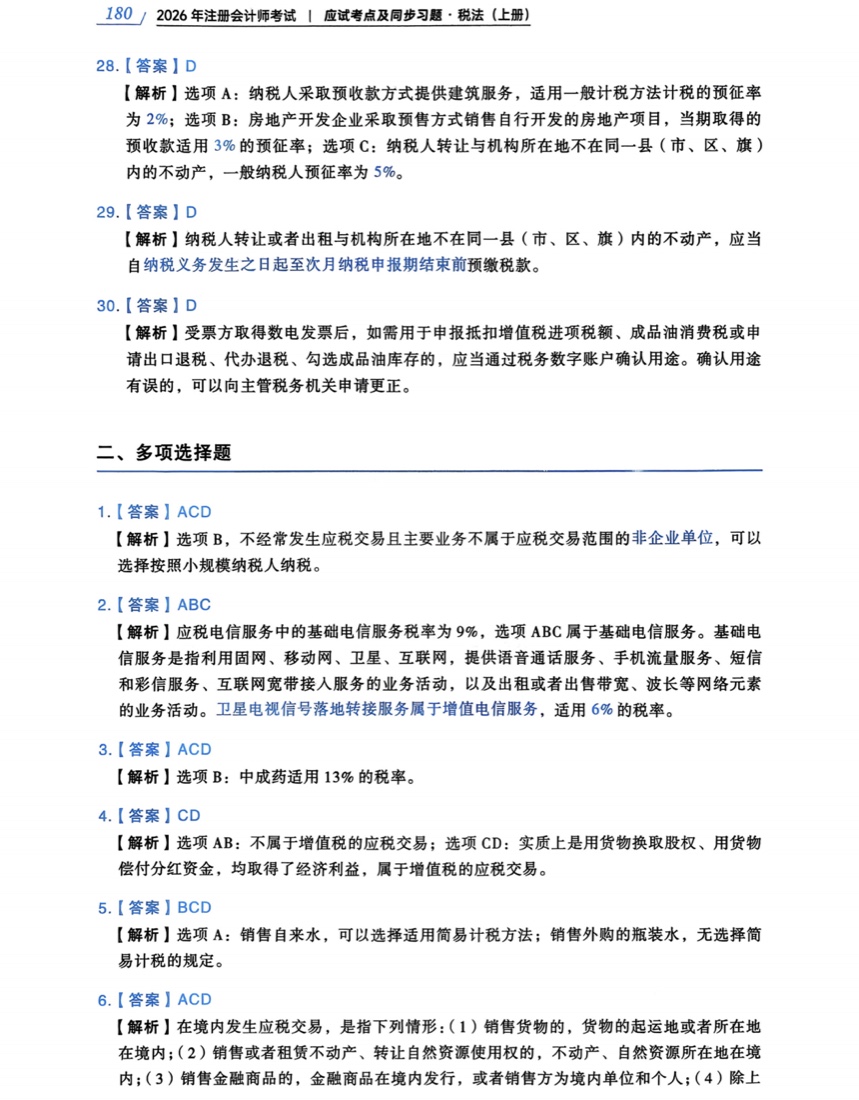 180 2026 年注册会计师考试 | 应试考点及同步习题 · 税法（上册）
28.【答案】D
【解析】选项 A：纳税人采取预收款方式提供建筑服务，适用一般计税方法计税的预征率
为 2%；选项 B：房地产开发企业采取预售方式销售自行开发的房地产项目，当期取得的
预收款适用 3% 的预征率；选项 C：纳税人转让与机构所在地不在同一县（市、区、旗）
内的不动产，一般纳税人预征率为 5%。
29.【答案】D
【解析】纳税人转让或者出租与机构所在地不在同一县（市、区、旗）内的不动产，应当
自纳税义务发生之日起至次月纳税申报期结束前预缴税款。
30.【答案】D
【解析】受票方取得数电发票后，如需用于申报抵扣增值税进项税额、成品油消费税或申
请出口退税、代办退税、勾选成品油库存的，应当通过税务数字账户确认用途。确认用途
有误的，可以向主管税务机关申请更正。
二、多项选择题
1.【答案】ACD
【解析】选项 B，不经常发生应税交易且主要业务不属于应税交易范围的非企业单位，可以
选择按照小规模纳税人纳税。
2.【答案】ABC
【解析】应税电信服务中的基础电信服务税率为 9%，选项 ABC 属于基础电信服务。基础电
信服务是指利用固网、移动网、卫星、互联网，提供语音通话服务、手机流量服务、短信
和彩信服务、互联网宽带接入服务的业务活动，以及出租或者出售带宽、波长等网络元素
的业务活动。卫星电视信号落地转接服务属于增值电信服务，适用 6% 的税率。
3.【答案】ACD
【解析】选项 B：中成药适用 13% 的税率。
4.【答案】CD
【解析】选项 AB：不属于增值税的应税交易；选项 CD：实质上是用货物换取股权、用货物
偿付分红资金，均取得了经济利益，属于增值税的应税交易。
5.【答案】BCD
【解析】选项 A：销售自来水，可以选择适用简易计税方法；销售外购的瓶装水，无选择简
易计税的规定。
6.【答案】ACD
【解析】在境内发生应税交易，是指下列情形：（1）销售货物的，货物的起运地或者所在地
在境内；（2）销售或者租赁不动产、转让自然资源使用权的，不动产、自然资源所在地在境
内；（3）销售金融商品的，金融商品在境内发行，或者销售方为境内单位和个人；（4）除上